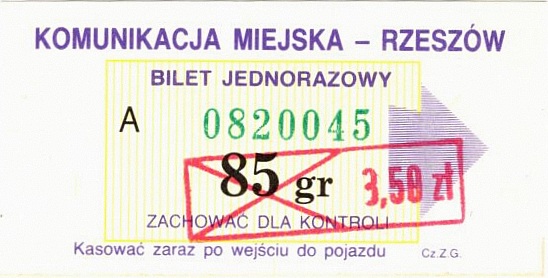 KOMUNIKACJA MIEJSKA – RZESZÓW
BILET JEDNORAZOWY
A 0820045
85 gr 3,50 zł
ZACHOWAĆ DLA KONTROLI
Kasować zaraz po wejściu do pojazdu Cz.Z.G.